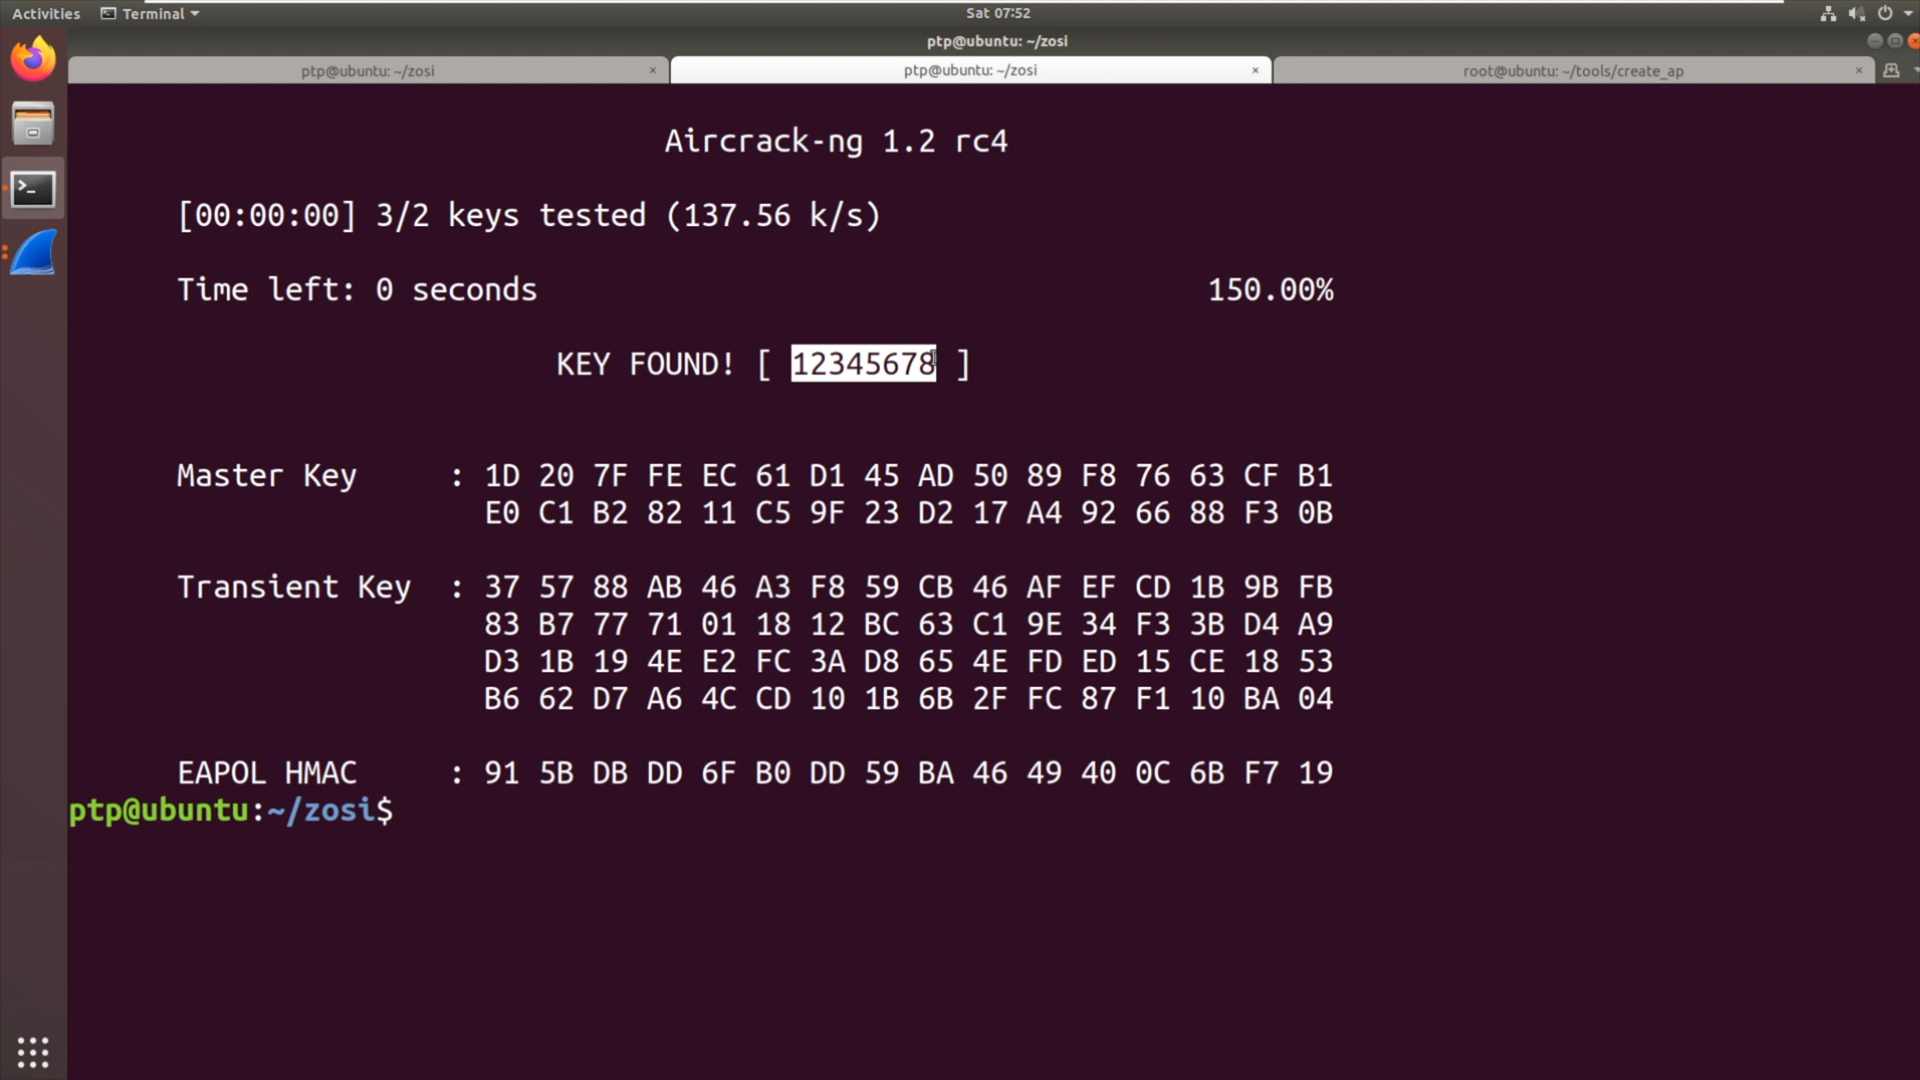 Activities
Terminal
Sat 07:52
ptp@ubuntu: ~/zosi
ptp@ubuntu: ~/zosi
ptp@ubuntu: ~/zosi
root@ubuntu: ~/tools/create_ap
Aircrack-ng 1.2 rc4
[00:00:00] 3/2 keys tested (137.56 k/s)
Time left: 0 seconds 150.00%
KEY FOUND! [ 12345678 ]
Master Key : 1D 20 7F FE EC 61 D1 45 AD 50 89 F8 76 63 CF B1
E0 C1 B2 82 11 C5 9F 23 D2 17 A4 92 66 88 F3 0B
Transient Key : 37 57 88 AB 46 A3 F8 59 CB 46 AF EF CD 1B 9B FB
83 B7 77 71 01 18 12 BC 63 C1 9E 34 F3 3B D4 A9
D3 1B 19 4E E2 FC 3A D8 65 4E FD ED 15 CE 18 53
B6 62 D7 A6 4C CD 10 1B 6B 2F FC 87 F1 10 BA 04
EAPOL HMAC : 91 5B DB DD 6F B0 DD 59 BA 46 49 40 0C 6B F7 19
ptp@ubuntu:~/zosi$